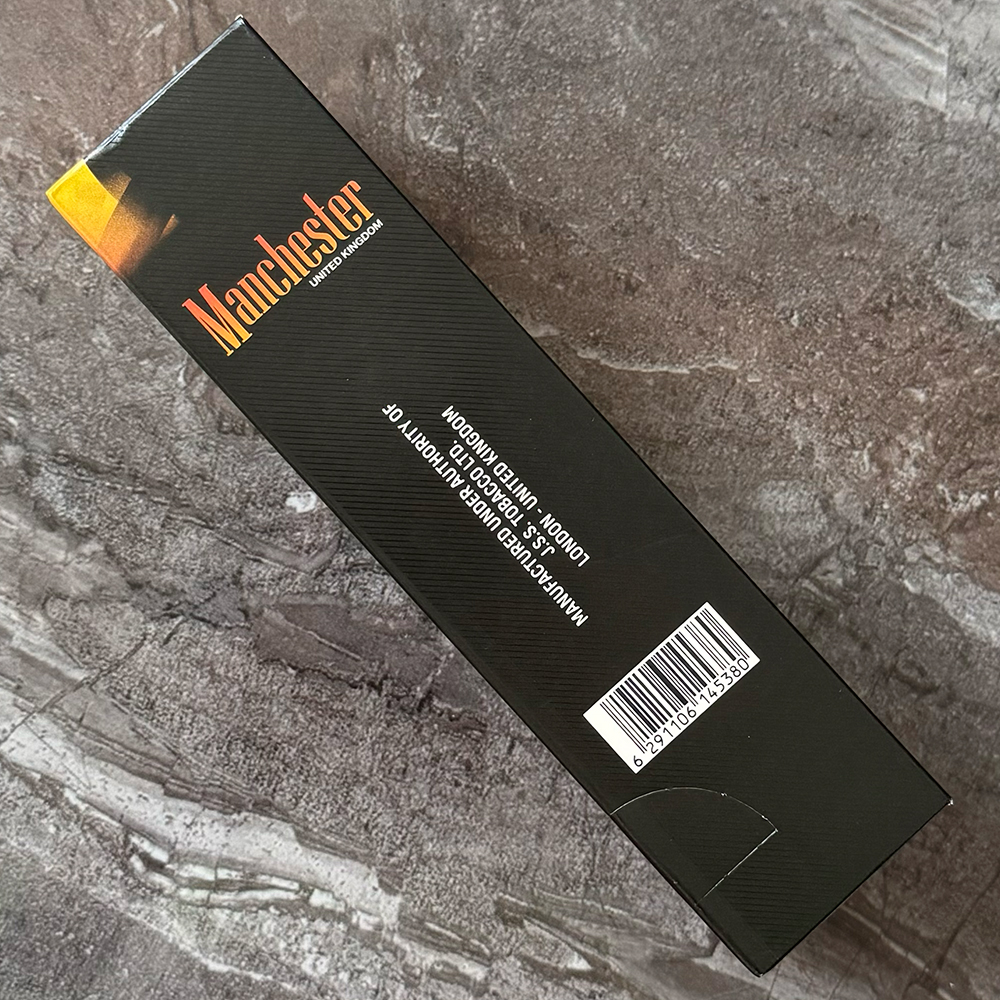 Manchester
UNITED KINGDOM
MANUFACTURED UNDER AUTHORITY OF
J.S.S. TOBACCO LTD.
LONDON - UNITED KINGDOM
6 291106 145380